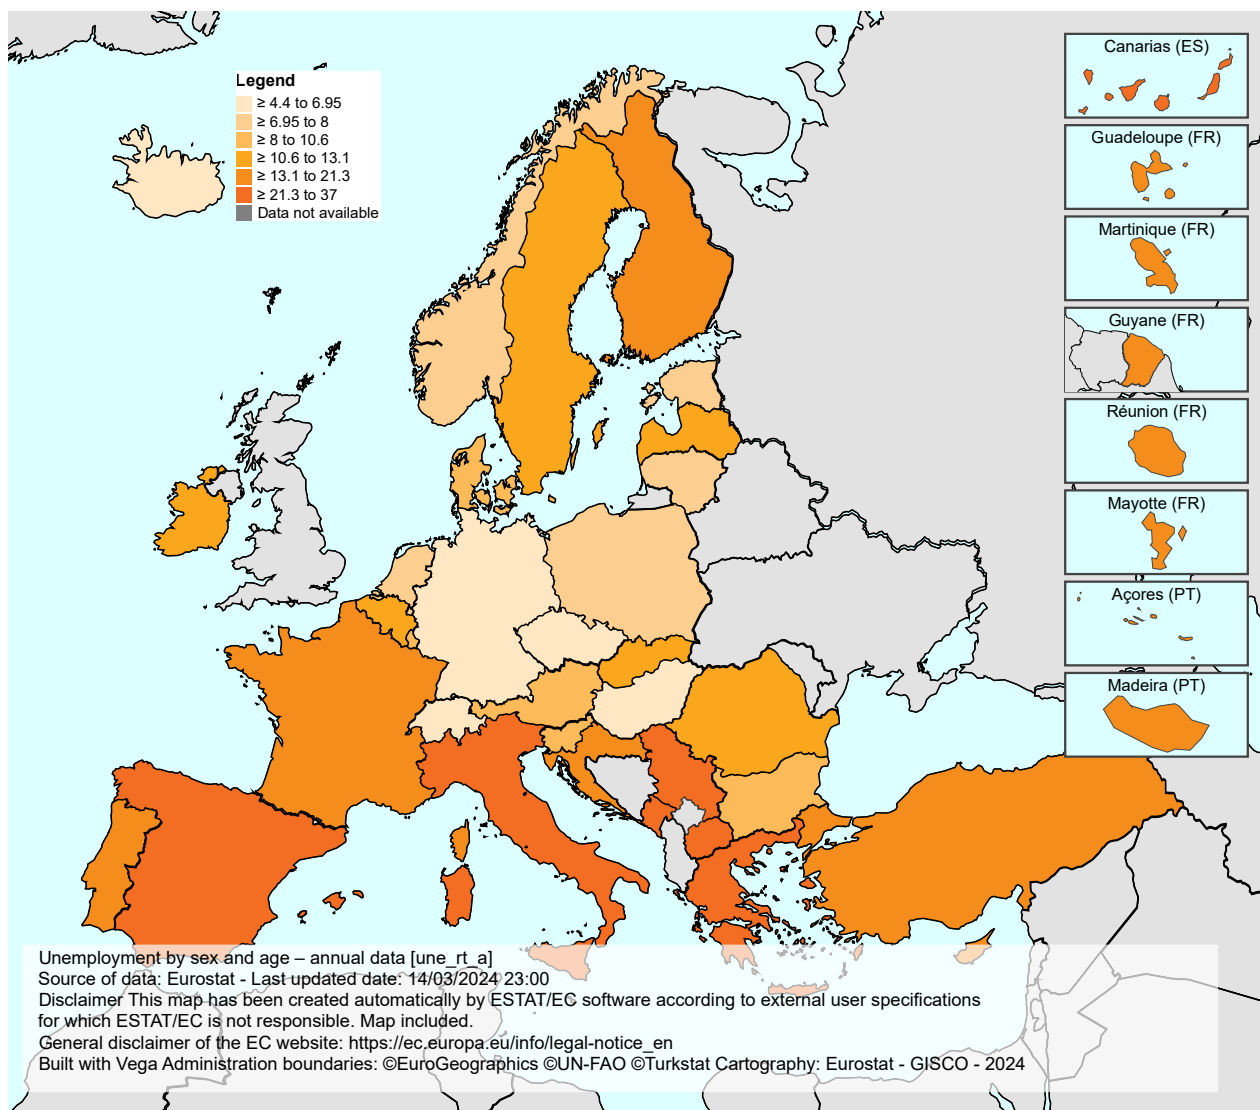 Legend
≥ 4.4 to 6.95
≥ 6.95 to 8
≥ 8 to 10.6
≥ 10.6 to 13.1
≥ 13.1 to 21.3
≥ 21.3 to 37
Data not available
Canarias (ES)
Guadeloupe (FR)
Martinique (FR)
Guyane (FR)
Réunion (FR)
Mayotte (FR)
Açores (PT)
Madeira (PT)
Unemployment by sex and age – annual data [une_rt_a]
Source of data: Eurostat - Last updated date: 14/03/2024 23:00
Disclaimer This map has been created automatically by ESTAT/EC software according to external user specifications
for which ESTAT/EC is not responsible. Map included.
General disclaimer of the EC website: https://ec.europa.eu/info/legal-notice_en
Built with Vega Administration boundaries: ©EuroGeographics ©UN-FAO ©Turkstat Cartography: Eurostat - GISCO - 2024